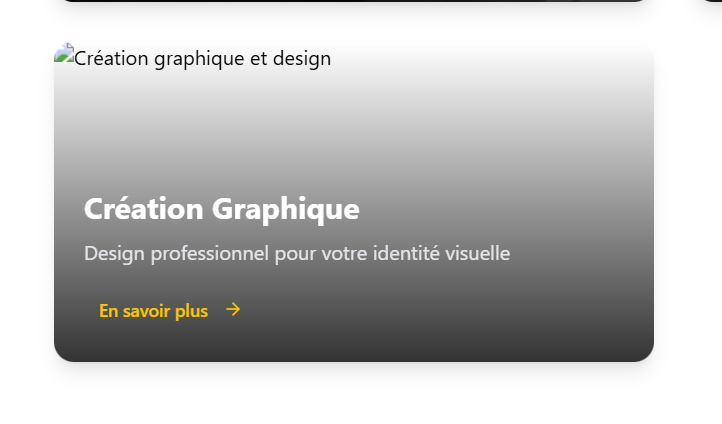 Création graphique et design
Création Graphique
Design professionnel pour votre identité visuelle
En savoir plus →